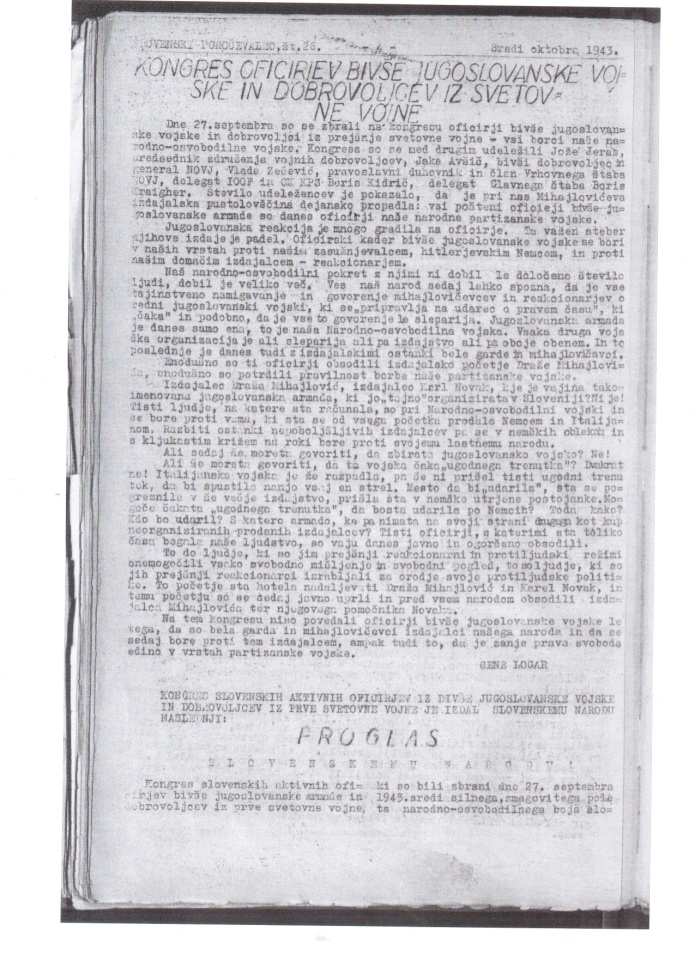 SLOVENSKI POROČEVALEC, št.26. Sredi oktobra 1943.
KONGRES OFICIRJEV BIVŠE JUGOSLOVANSKE VOJ-
SKE IN DOBROVOLJCEV IZ SVETOV=
NE VOJNE
Dne 27.septembra so se zbrali na kongresu oficirji bivše jugoslovan=
ske vojske in dobrovoljci iz prejšnje svetovne vojne - vsi borci naše na=
rodno-osvobodilne vojske. Kongresa so se med drugim udeležili Jože Jeras,
predsednik združenja vojnih dobrovoljcev, Jaka Avšič, bivši dobrovoljec in
general NOVJ, Vlada Zečević, pravoslavni duhovnik in član Vrhovnega štaba
NOVJ, delegat IOOF in CK KPS Boris Kidrič, delegat Glavnega štaba Boris
Kraigher. Število udeležencev je pokazalo, da je pri nas Mihajlovićeva
izdajalska pustolovščina dejansko propadla: vsi pošteni oficieji bivše ju=
goslovanske armade so danes oficirji naše narodne partizanske vojske.
Jugoslovanska reakcija je mnogo gradila na oficirje. Ta važen steber
njihove izdaje je padel. Oficirski kader bivše jugoslovanske vojske se bori
v naših vrstah proti našim zasužnjevalcem, hitlerjevskim Nemcem, in proti
našim domačim izdajalcem - reakcionarjem.
Naš narodno-osvobodilni pokret z njimi ni dobil le določeno število
ljudi, dobil je veliko več. Ves naš narod sedaj lahko spozna, da je vse
tajinstveno namigavanje in govorenje mihajlovičevcev in reakcionarjev o
redni jugoslovanski vojski, ki se„pripravlja na udarec o pravem času", ki
„čaka" in podobno, da je vse to govorenje le sleparija. Jugoslovanska armada
je danes samo ena, to je naša Narodno-osvobodilna vojska. Vsaka druga voja
ška organizacija je ali sleparija ali pa izdajstvo ali pa oboje obenem. In to
poslednje je danes tudi z izdajalskimi ostanki bele garde in mihajlovičevci.
Enodušno so ti oficirji obsodili izdajalsko početje Draže Mihajlovi=
ća, enodušno so potrdili pravilnost borbe naše partizanske vojske.
Izdajalec Draža Mihajlović, izdajalec Karl Novak, kje je vajina tako=
imenovana jugoslovanska armada, ki jo„tajno"organizirata v Sloveniji? Ni je!
Tisti ljudje, na katere sta računala, so pri Narodno-osvobodilni vojski in
se bore proti vama, ki sta se od vsega početka prodala Nemcem in Italija=
nom. Razbiti ostanki nepoboljšljivih izdajalcev pa se v nemških oblekah in
s kljukastim križem na roki bore proti svojemu lastnemu narodu.
Ali sedaj še moreta govoriti, da zbirata jugoslovansko vojsko? Ne!
Ali še moreta govoriti, da ta vojska čaka„ugodnega trenutka"? Dvakrat
ne! Italijanska vojska je že razpadla, pa še ni prišel tisti ugodni trenu
tek, da bi spustili nanjo vsaj en strel. Mesto da bi„udarila", sta se po=
greznila v še večje izdajstvo, prišla sta v nemške utrjene postojanke.Mo=
goče čakata „ugodnega trenutka", da bosta udarila po Nemcih? Toda kako?
Kdo bo udaril? S katero armado, ko pa nimata na svoji strani drugega kot kup
neorganiziranih prodanih izdajalcev? Tisti oficirji, s katerimi sta toliko
časa begala naše ljudstvo, so vaju danes javno in ogorčeno obsodili.
To do ljudje, ki so jim prejšnji reakcionarni in protiljudski režimi
onemogočili vsako svobodno mišljenje in svobodni pogled, to so ljudje, ki so
jih prejšnji reakcionarci izrabljali za orodje svoje protiljudske politi=
ke. To početje sta hotela nadaljevati Draža Mihajlović in Karel Novak, in
temu početju so se sedaj javno uprli in pred vsem narodom obsodili izda=
jalca Mihajlovića ter njegovega pomočnika Novaka.
Na tem kongresu niso povedali oficirji bivše jugoslovanske vojske le
tega, da so bela garda in mihajlovičevci izdajalci našega naroda in da se
sedaj bore proti tem izdajalcem, ampak tudi to, da je zanje prava svoboda
edino v vrstah partizanske vojske.
GENE LOGAR
KONGRES SLOVENSKIH AKTIVNIH OFICIRJEV IZ BIVŠE JUGOSLOVANSKE VOJSKE
IN DOBROVOLJCEV IZ PRVE SVETOVNE VOJNE JE IZDAL SLOVENSKEMU NARODU
NASLEDNJI:
PROGLAS
SLOVENSKEMU NARODU!
Kongres slovenskih aktivnih ofi=
cirjev bivše jugoslovanske armade in
dobrovoljcev iz prve svetovne vojne,
ki so bili zbrani dne 27. septembra
1943.sredi silnega,zmagovitega pole
ta narodno-osvobodilnega boja slo=